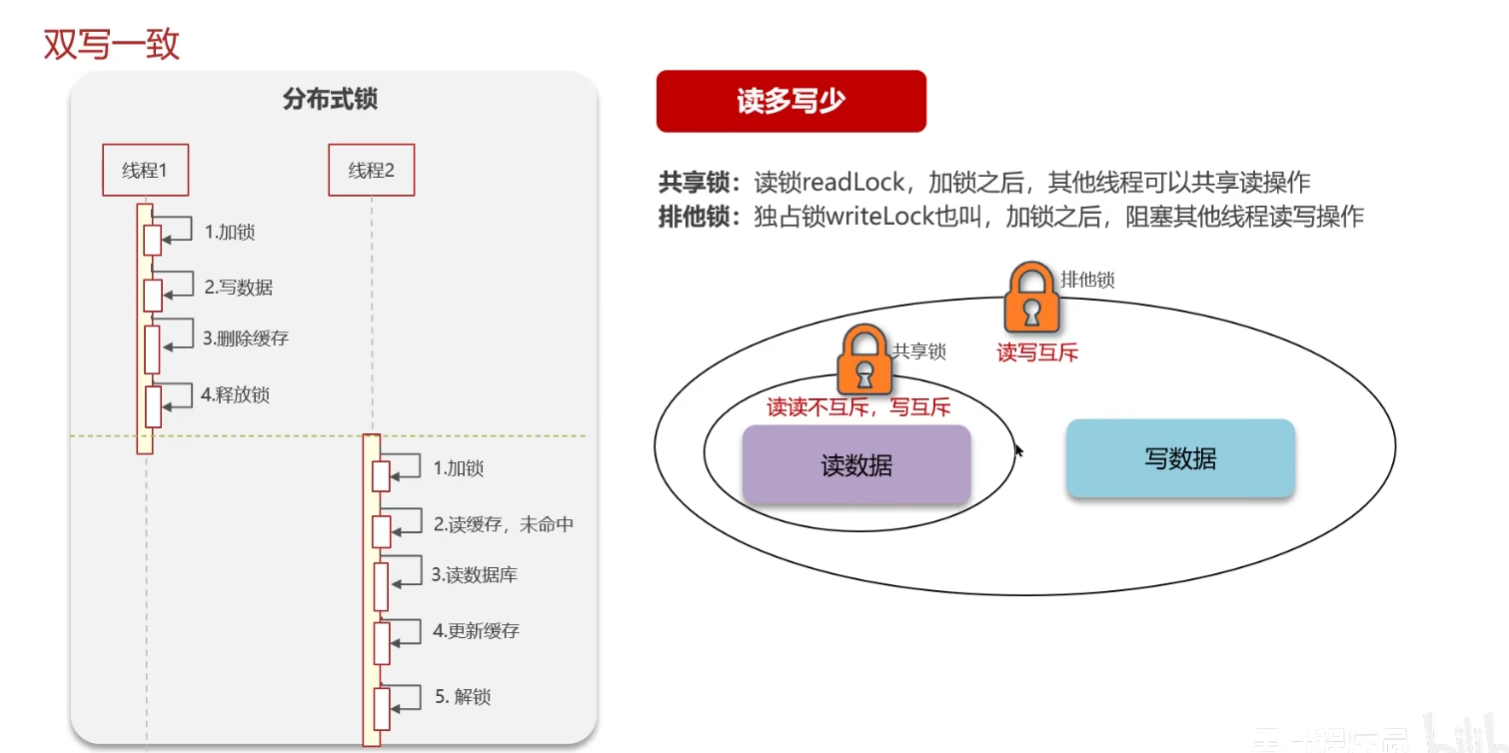 双写一致
分布式锁
线程1
线程2
1.加锁
2.写数据
3.删除缓存
4.释放锁
1.加锁
2.读缓存，未命中
3.读数据库
4.更新缓存
5. 解锁
读多写少
共享锁：读锁readLock，加锁之后，其他线程可以共享读操作
排他锁：独占锁writeLock也叫，加锁之后，阻塞其他线程读写操作
排他锁
读写互斥
共享锁
读读不互斥，写互斥
读数据
写数据